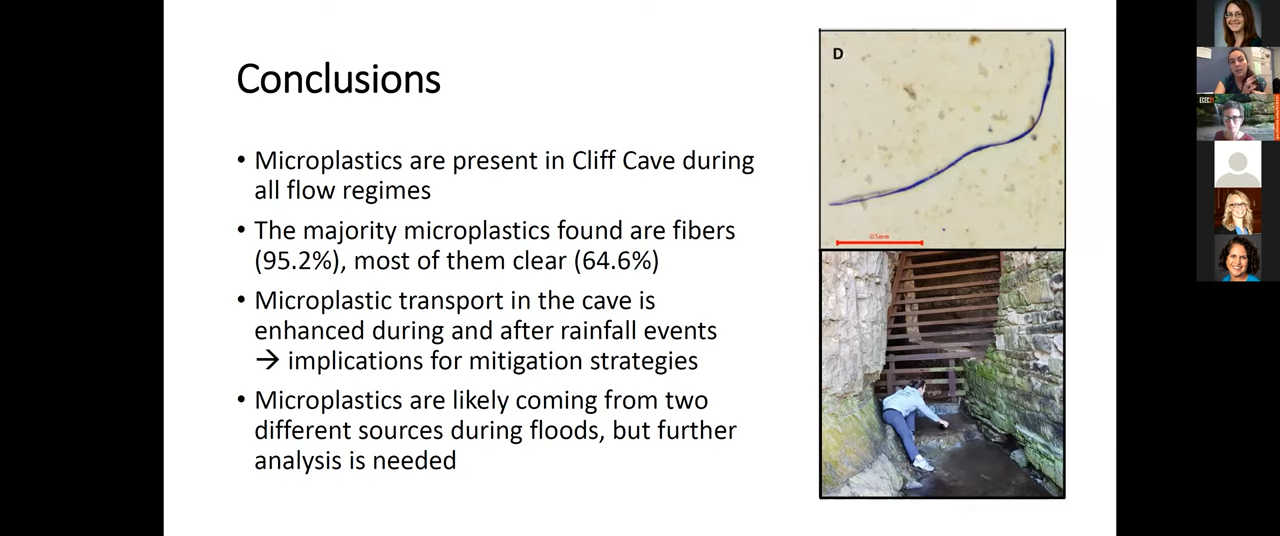 Conclusions
• Microplastics are present in Cliff Cave during
all flow regimes
• The majority microplastics found are fibers
(95.2%), most of them clear (64.6%)
• Microplastic transport in the cave is
enhanced during and after rainfall events
→ implications for mitigation strategies
• Microplastics are likely coming from two
different sources during floods, but further
analysis is needed
D
0.5mm